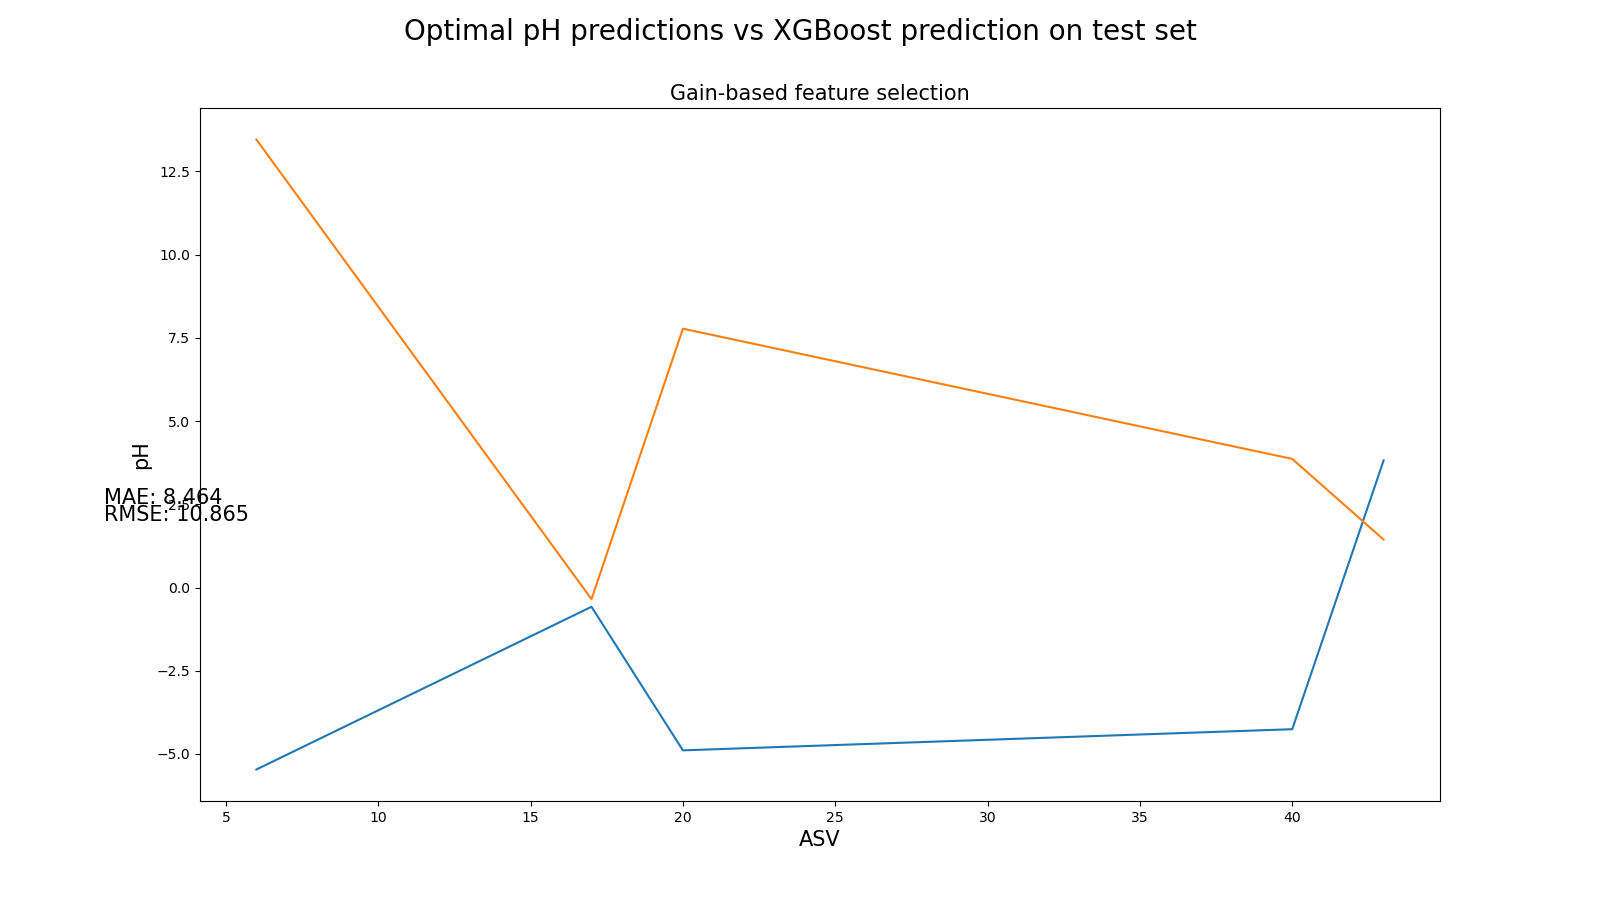 Optimal pH predictions vs XGBoost prediction on test set
Gain-based feature selection
12.5
10.0
7.5
5.0
2.5
0.0
−2.5
−5.0
pH
MAE: 8.464
RMSE: 10.865
5 10 15 20 25 30 35 40
ASV